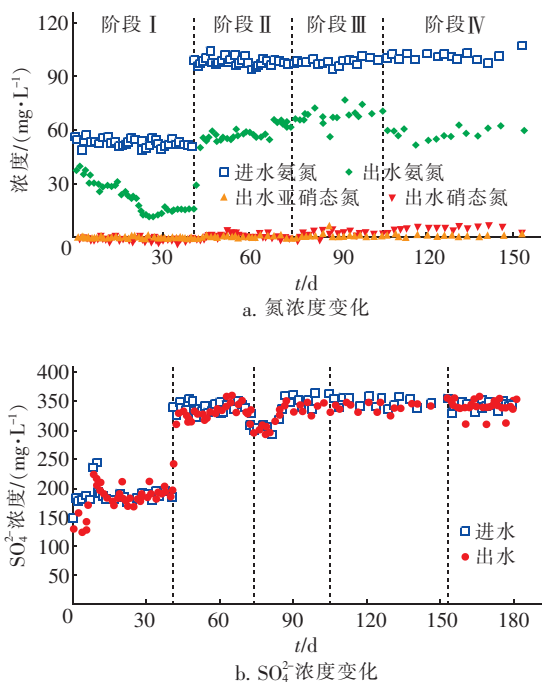 阶段Ⅰ 阶段Ⅱ 阶段Ⅲ 阶段Ⅳ
浓度/(mg·L⁻¹)
120
90
60
30
0
进水氨氮 出水氨氮
出水亚硝态氮 出水硝态氮
30 60 90 120 150
t/d
a. 氮浓度变化
SO₄²⁻浓度/(mg·L⁻¹)
400
350
300
250
200
150
100
50
进水
出水
0 30 60 90 120 150 180
t/d
b. SO₄²⁻浓度变化